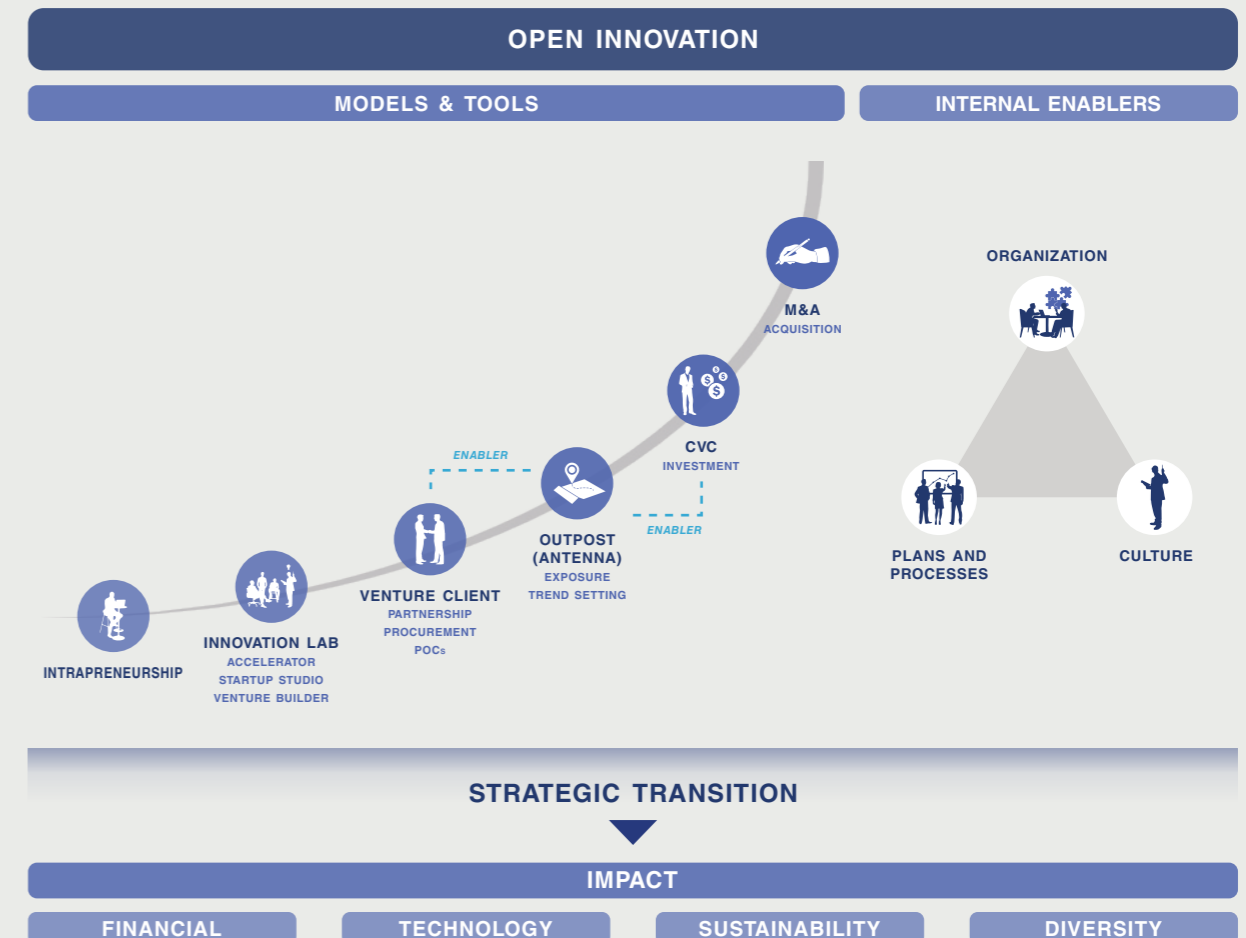 OPEN INNOVATION
MODELS & TOOLS
INTERNAL ENABLERS
M&A
ACQUISITION
CVC
INVESTMENT
ENABLER
ENABLER
OUTPOST
(ANTENNA)
EXPOSURE
TREND SETTING
VENTURE CLIENT
PARTNERSHIP
PROCUREMENT
POCs
INNOVATION LAB
ACCELERATOR
STARTUP STUDIO
VENTURE BUILDER
INTRAPRENEURSHIP
ORGANIZATION
PLANS AND
PROCESSES
CULTURE
STRATEGIC TRANSITION
IMPACT
FINANCIAL
TECHNOLOGY
SUSTAINABILITY
DIVERSITY